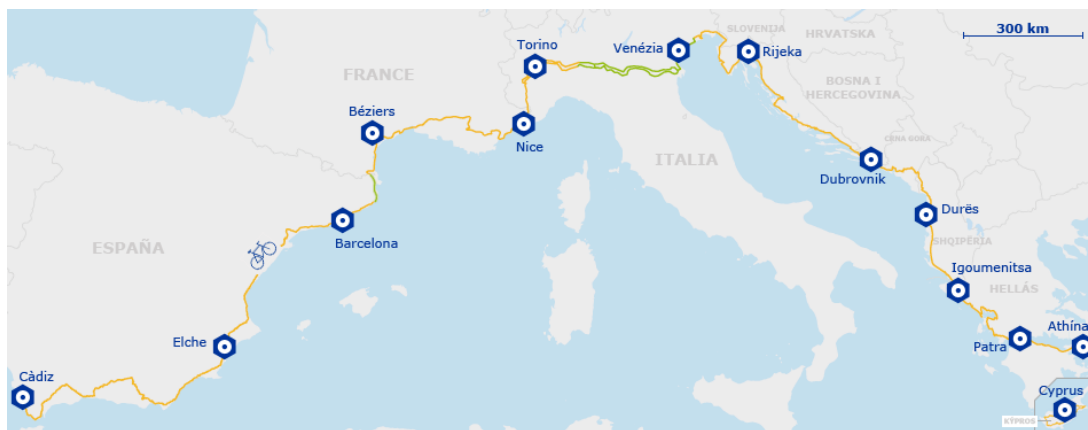 SLOVENIJA
HRVATSKA
300 km
Torino
Venézia
Rijeka
FRANCE
BOSNA I
HERCEGOVINA
Béziers
Nice
CRNA GORA
ITALIA
Dubrovnik
Barcelona
Durës
ESPAÑA
SHQIPËRIA
Igoumenitsa
HELLÁS
Elche
Patra
Athína
Càdiz
Cyprus
KÝPROS